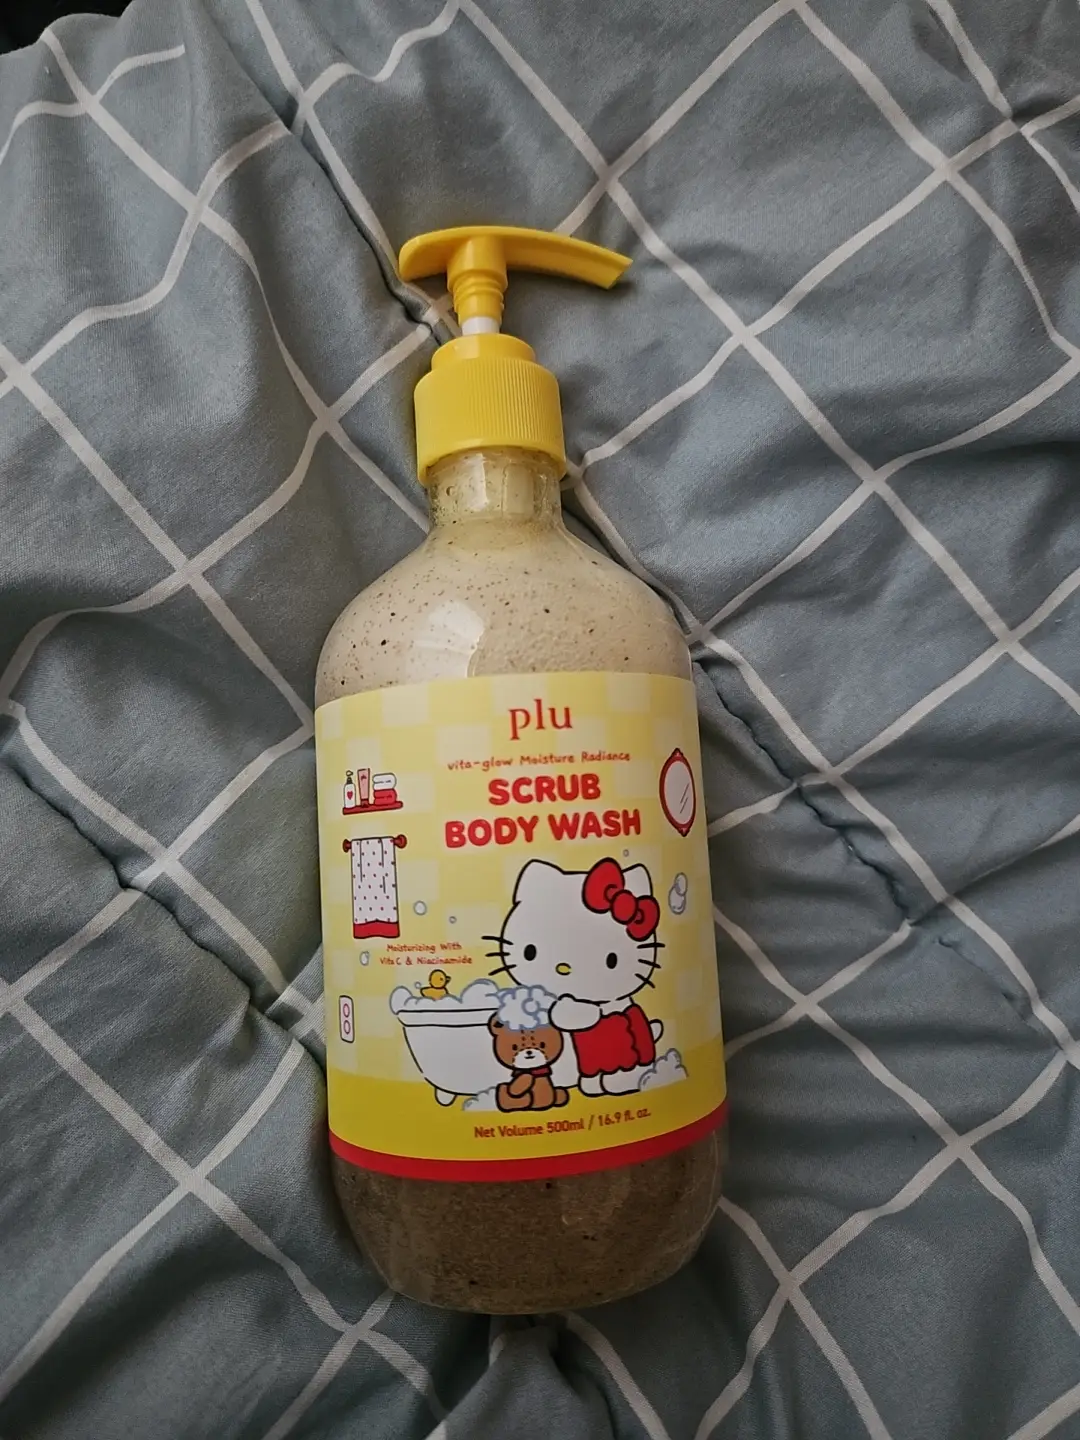 plu
vita-glow Moisture Radiance
SCRUB
BODY WASH
Moisturizing With
Vita C & Niacinamide
Net Volume 500ml / 16.9 fl. oz.